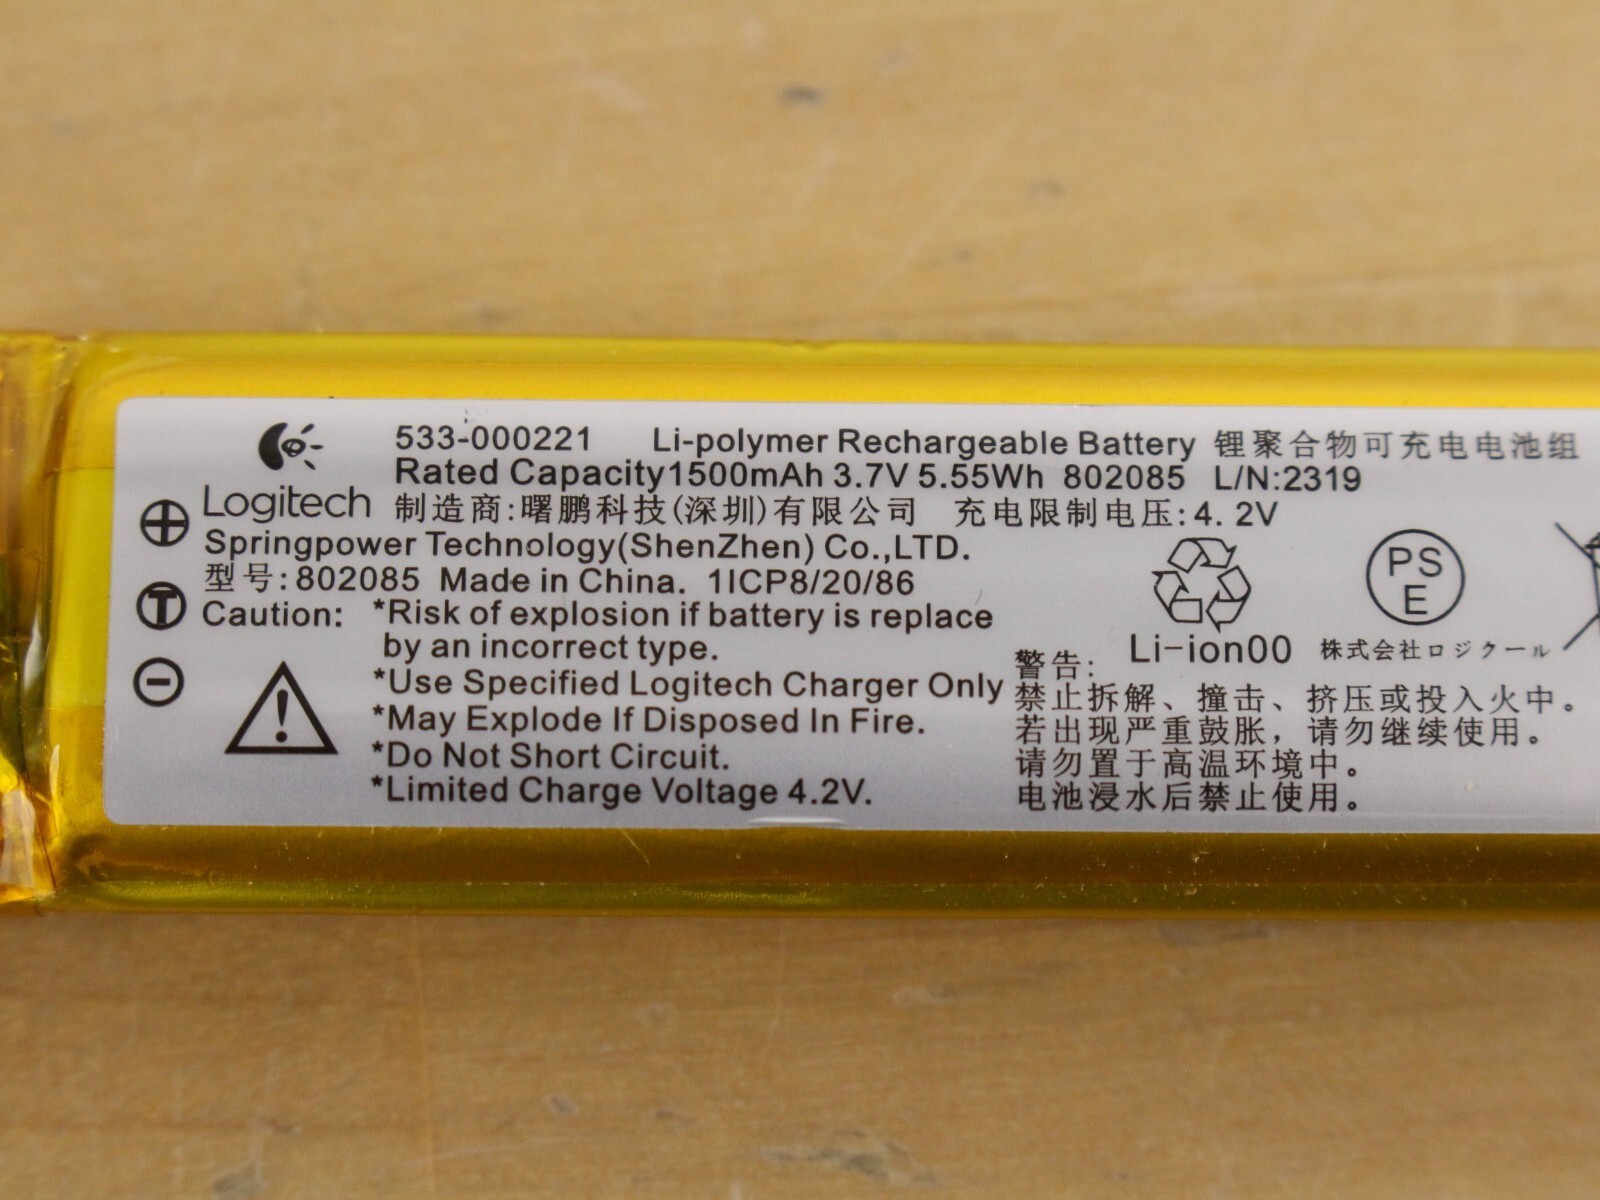 533-000221 Li-polymer Rechargeable Battery 锂聚合物可充电电池组
Rated Capacity1500mAh 3.7V 5.55Wh 802085 L/N:2319
Logitech 制造商:曙鹏科技(深圳)有限公司 充电限制电压:4.2V
Springpower Technology(ShenZhen) Co.,LTD.
型号:802085 Made in China. 1ICP8/20/86
Caution: *Risk of explosion if battery is replace
by an incorrect type.
*Use Specified Logitech Charger Only
*May Explode If Disposed In Fire.
*Do Not Short Circuit.
*Limited Charge Voltage 4.2V.
+
T
-
!
Li-ion00
PS
E
株式会社ロジクール
警告:
禁止拆解、撞击、挤压或投入火中。
若出现严重鼓胀，请勿继续使用。
请勿置于高温环境中。
电池浸水后禁止使用。